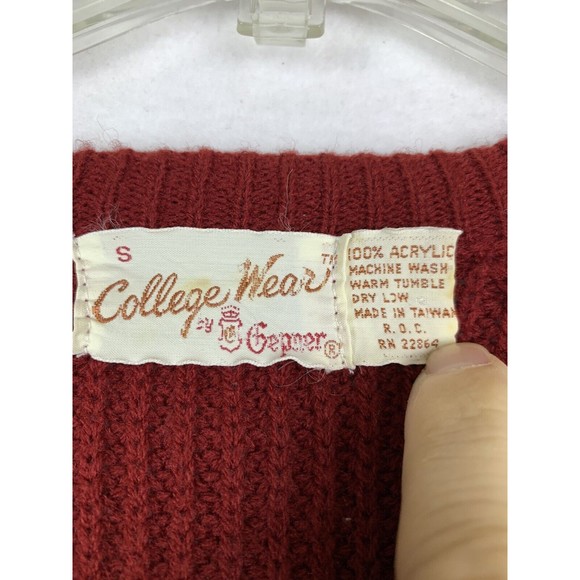 S
College Wear TM
By Gepner ®
100% ACRYLIC
MACHINE WASH
WARM TUMBLE
DRY LOW
MADE IN TAIWAN
R.O.C.
RN 22864